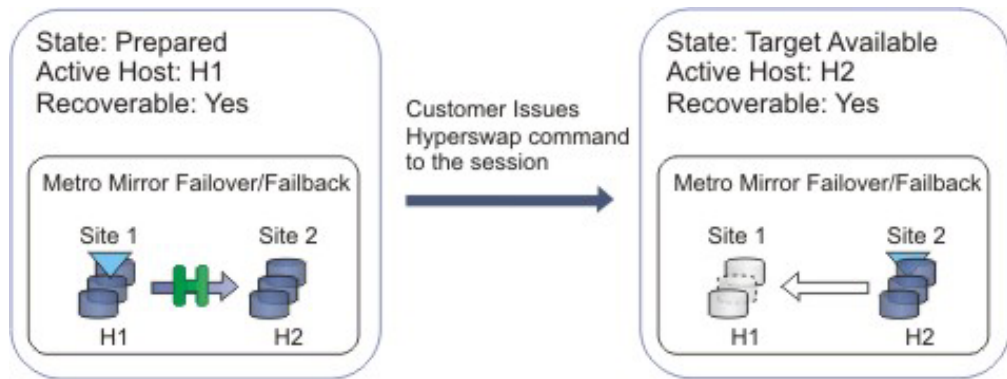 State: Prepared
Active Host: H1
Recoverable: Yes
Metro Mirror Failover/Failback
Site 1
Site 2
H1
H2
Customer Issues
Hyperswap command
to the session
State: Target Available
Active Host: H2
Recoverable: Yes
Metro Mirror Failover/Failback
Site 1
Site 2
H1
H2